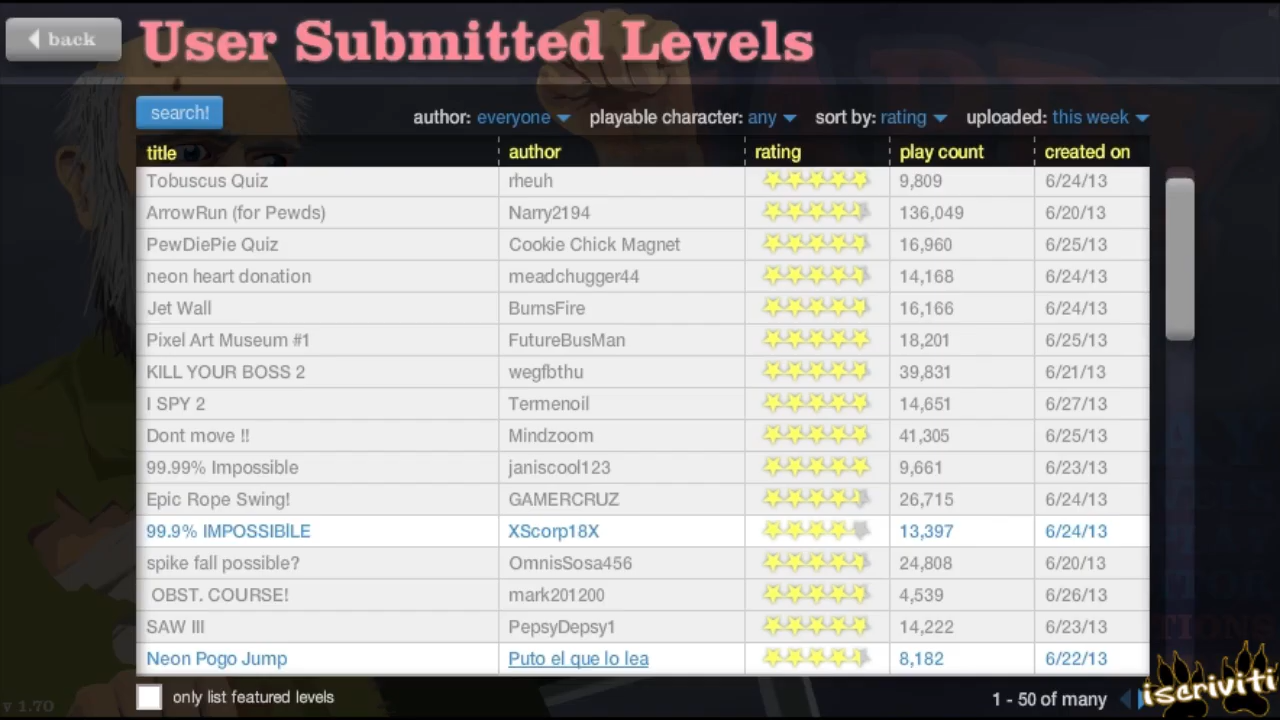 back
User Submitted Levels
search!
author: everyone playable character: any sort by: rating uploaded: this week
title author rating play count created on
Tobuscus Quiz rheuh 9,809 6/24/13
ArrowRun (for Pewds) Narry2194 136,049 6/20/13
PewDiePie Quiz Cookie Chick Magnet 16,960 6/25/13
neon heart donation meadchugger44 14,168 6/24/13
Jet Wall BurnsFire 16,166 6/24/13
Pixel Art Museum #1 FutureBusMan 18,201 6/25/13
KILL YOUR BOSS 2 wegfbthu 39,831 6/21/13
I SPY 2 Termenoil 14,651 6/27/13
Dont move !! Mindzoom 41,305 6/25/13
99.99% Impossible janiscool123 9,661 6/23/13
Epic Rope Swing! GAMERCRUZ 26,715 6/24/13
99.9% IMPOSSIBİLE XScorp18X 13,397 6/24/13
spike fall possible? OmnisSosa456 24,808 6/20/13
OBST. COURSE! mark201200 4,539 6/26/13
SAW III PepsyDepsy1 14,222 6/23/13
Neon Pogo Jump Puto el que lo lea 8,182 6/22/13
only list featured levels
1 - 50 of many
iscriviti
v 1.70